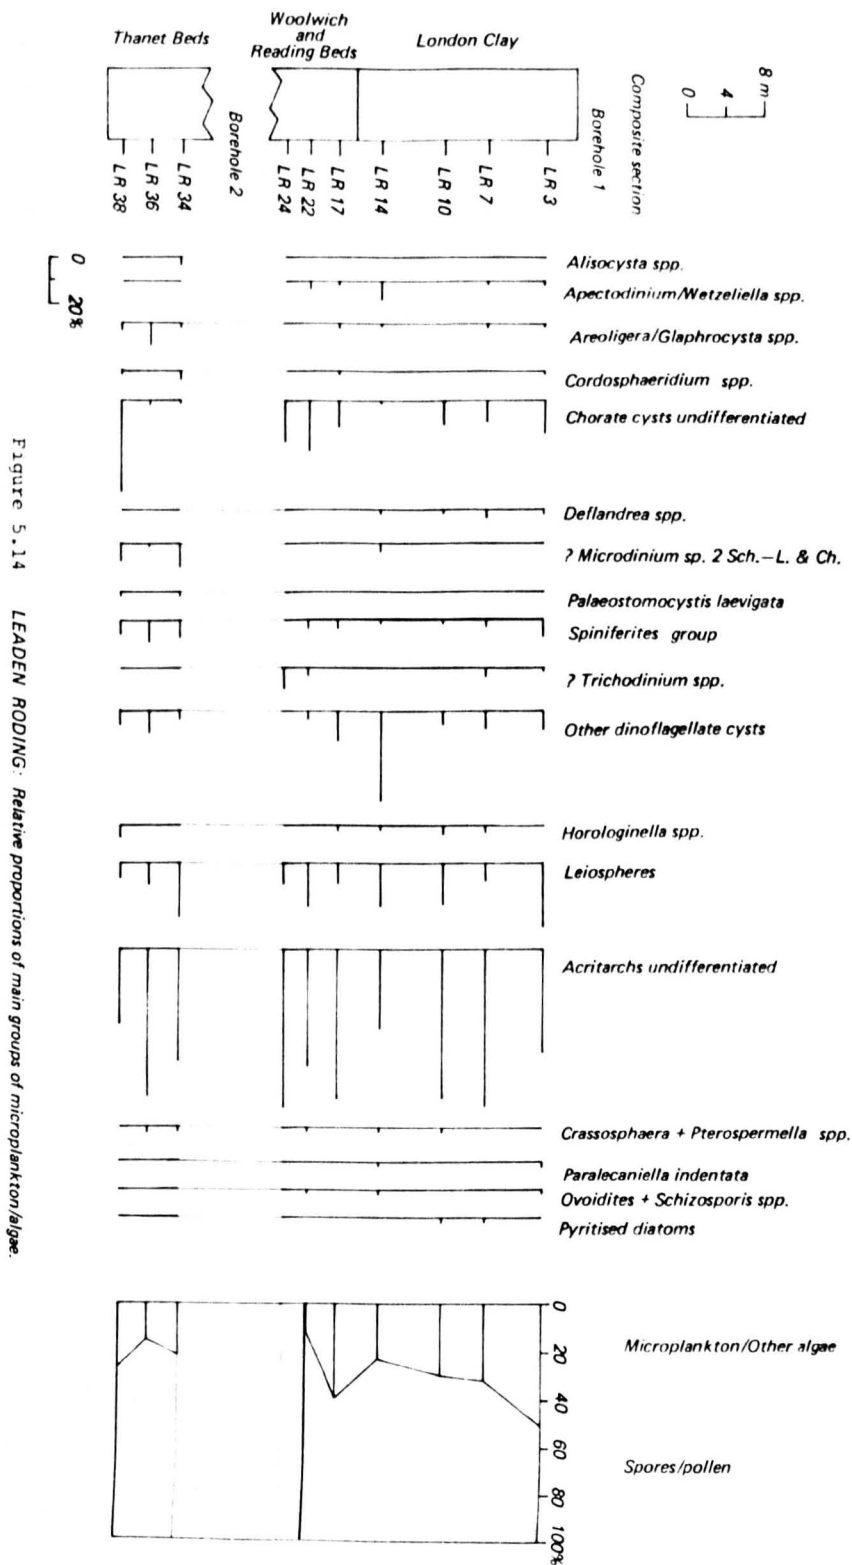 Thanet Beds
Woolwich
and
Reading Beds
London Clay
8 m
4
0
Composite section
Borehole 1
Borehole 2
LR 38
LR 36
LR 34
LR 24
LR 22
LR 17
LR 14
LR 10
LR 7
LR 3
0
20%
Alisocysta spp.
Apectodinium/Wetzeliella spp.
Areoligera/Glaphrocysta spp.
Cordosphaeridium spp.
Chorate cysts undifferentiated
Deflandrea spp.
? Microdinium sp. 2 Sch.–L. & Ch.
Palaeostomocystis laevigata
Spiniferites group
? Trichodinium spp.
Other dinoflagellate cysts
Horologinella spp.
Leiospheres
Acritarchs undifferentiated
Crassosphaera + Pterospermella spp.
Paralecaniella indentata
Ovoidites + Schizosporis spp.
Pyritised diatoms
0
20
40
60
80
100%
Microplankton/Other algae
Spores/pollen
Figure 5.14 LEADEN RODING: Relative proportions of main groups of microplankton/algae.